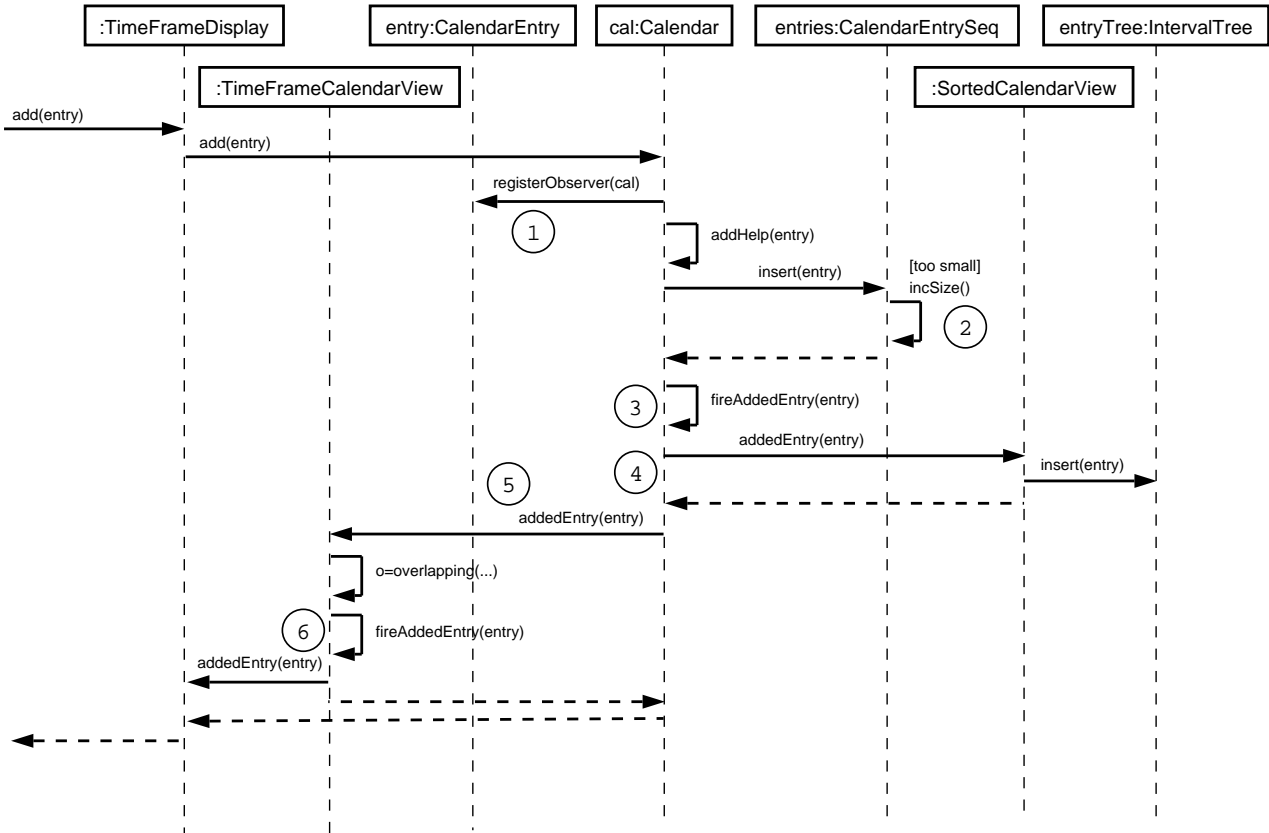 :TimeFrameDisplay
entry:CalendarEntry
cal:Calendar
entries:CalendarEntrySeq
entryTree:IntervalTree
:TimeFrameCalendarView
:SortedCalendarView
add(entry)
add(entry)
registerObserver(cal)
1
addHelp(entry)
insert(entry)
[too small]
incSize()
2
3
fireAddedEntry(entry)
addedEntry(entry)
4
insert(entry)
5
addedEntry(entry)
o=overlapping(...)
6
fireAddedEntry(entry)
addedEntry(entry)